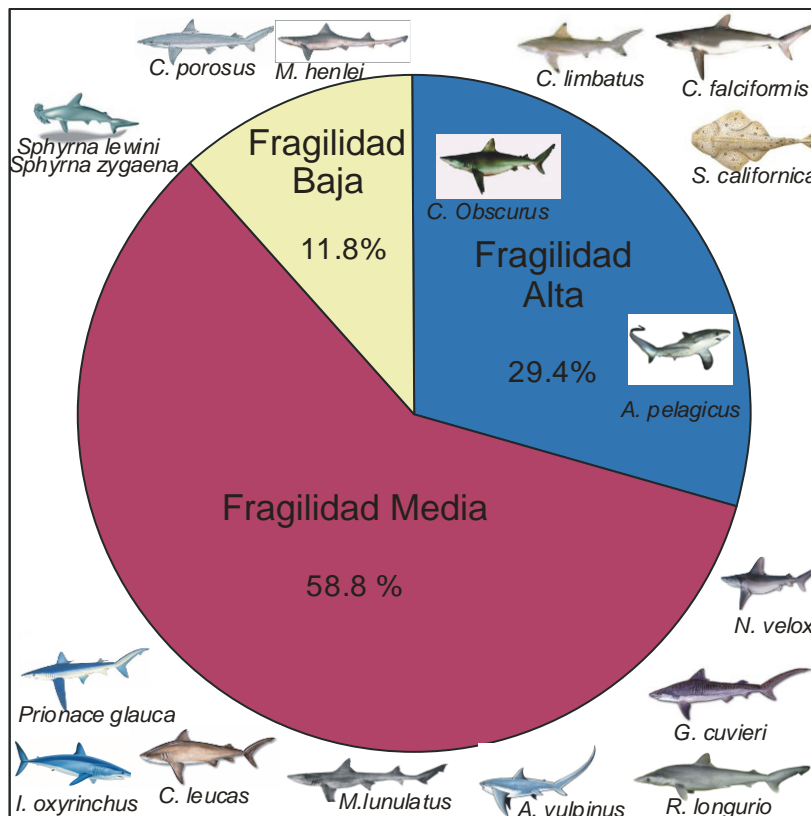 C. porosus
M. henlei
C. limbatus
C. falciformis
Sphyrna lewini
Sphyrna zygaena
S. californica
Fragilidad
Baja
11.8%
C. Obscurus
Fragilidad
Alta
29.4%
A. pelagicus
Fragilidad Media
58.8 %
N. velox
Prionace glauca
G. cuvieri
I. oxyrinchus
C. leucas
M.lunulatus
A. vulpinus
R. longurio